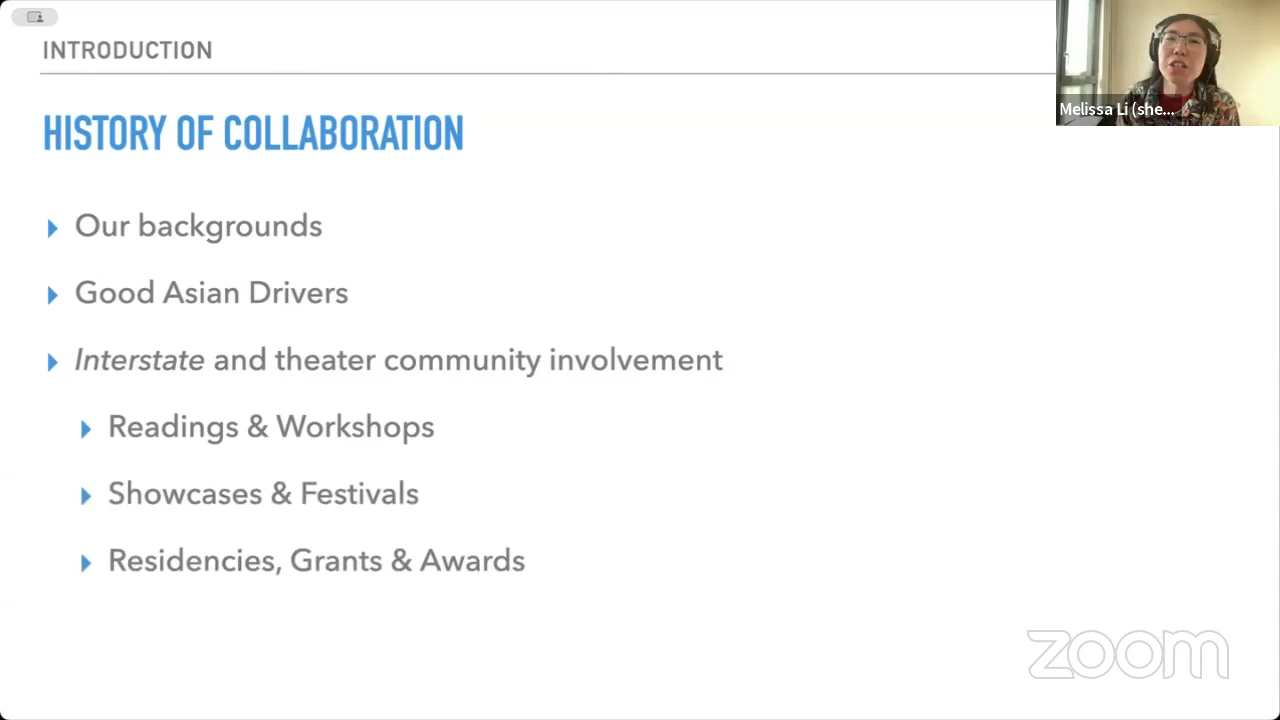 INTRODUCTION
Melissa Li (she...
HISTORY OF COLLABORATION
Our backgrounds
Good Asian Drivers
Interstate and theater community involvement
Readings & Workshops
Showcases & Festivals
Residencies, Grants & Awards
zoom